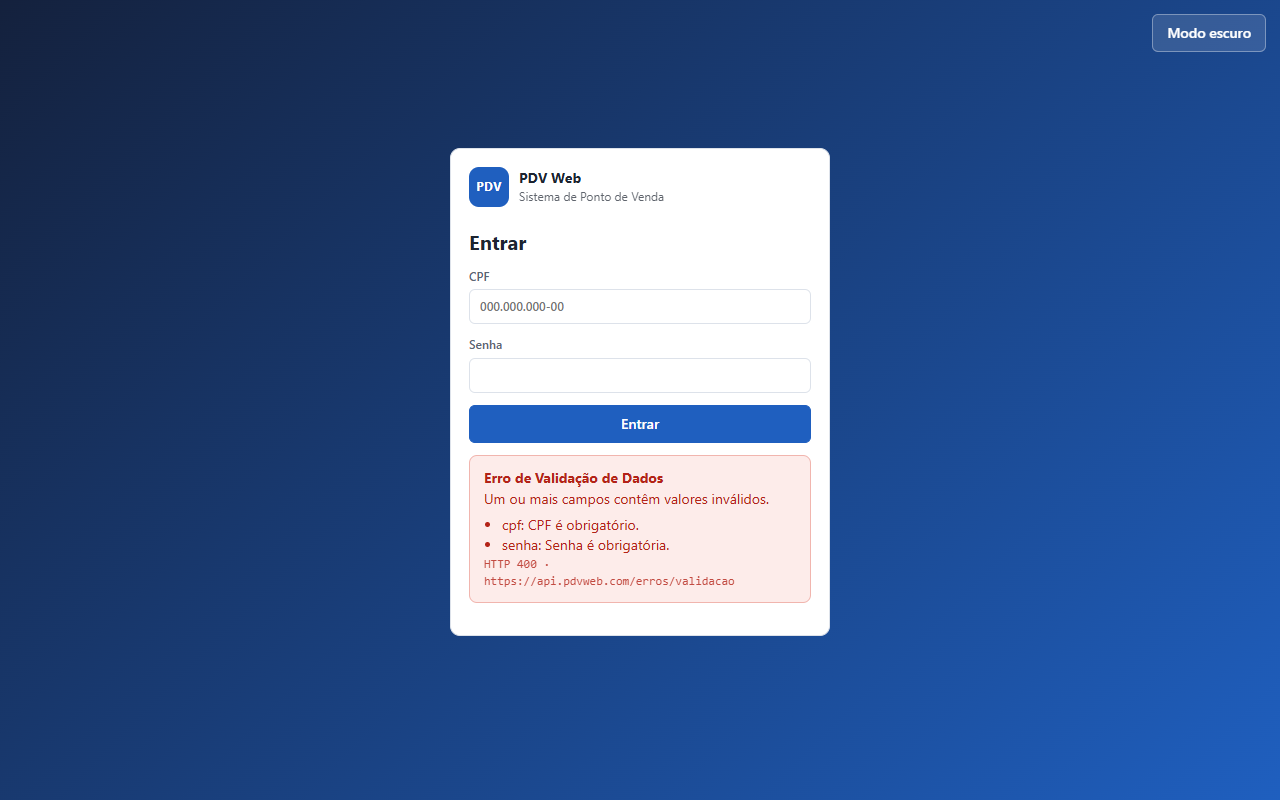 Modo escuro
PDV
PDV Web
Sistema de Ponto de Venda
Entrar
CPF
000.000.000-00
Senha
Entrar
Erro de Validação de Dados
Um ou mais campos contêm valores inválidos.
• cpf: CPF é obrigatório.
• senha: Senha é obrigatória.
HTTP 400 ·
https://api.pdvweb.com/erros/validacao